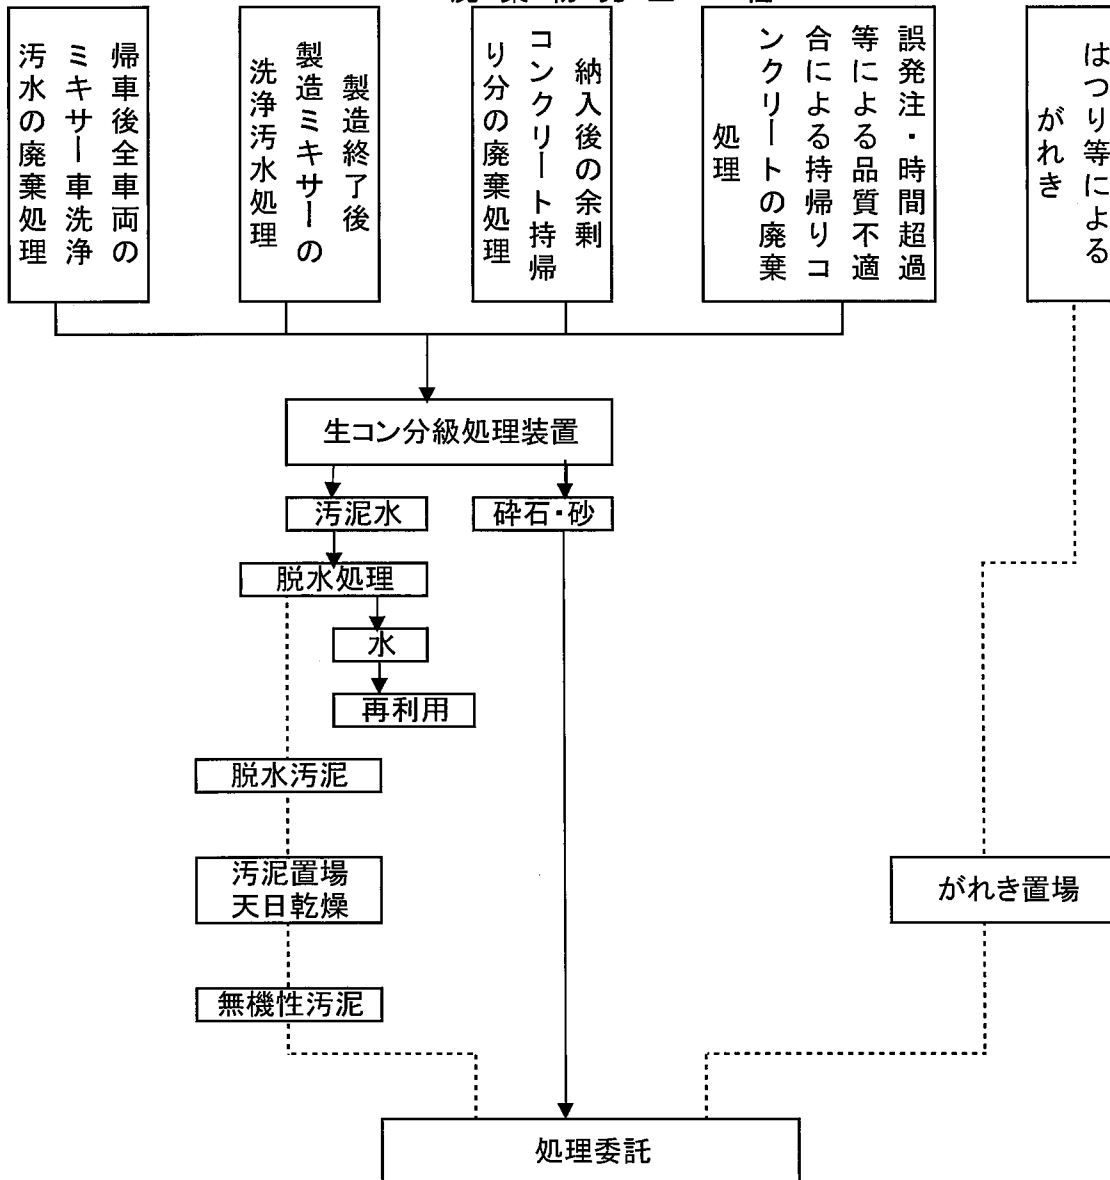 帰車後全車両の
ミキサー車洗浄
汚水の廃棄処理
製造終了後
製造ミキサーの
洗浄汚水処理
納入後の余剰
コンクリート持帰
り分の廃棄処理
誤発注・時間超過
等による品質不適
合による持帰りコ
ンクリートの廃棄
処理
はつり等による
がれき
生コン分級処理装置
汚泥水
砕石・砂
脱水処理
水
再利用
脱水汚泥
汚泥置場
天日乾燥
がれき置場
無機性汚泥
処理委託